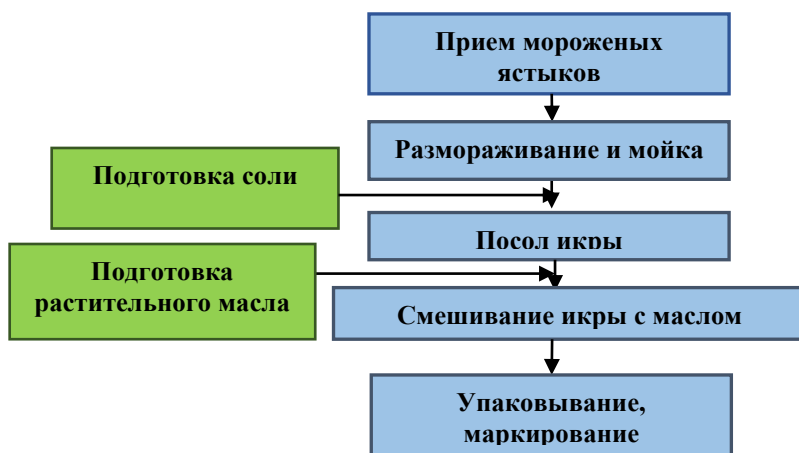 Прием мороженых
ястыков
Размораживание и мойка
Подготовка соли
Посол икры
Подготовка
растительного масла
Смешивание икры с маслом
Упаковывание,
маркирование